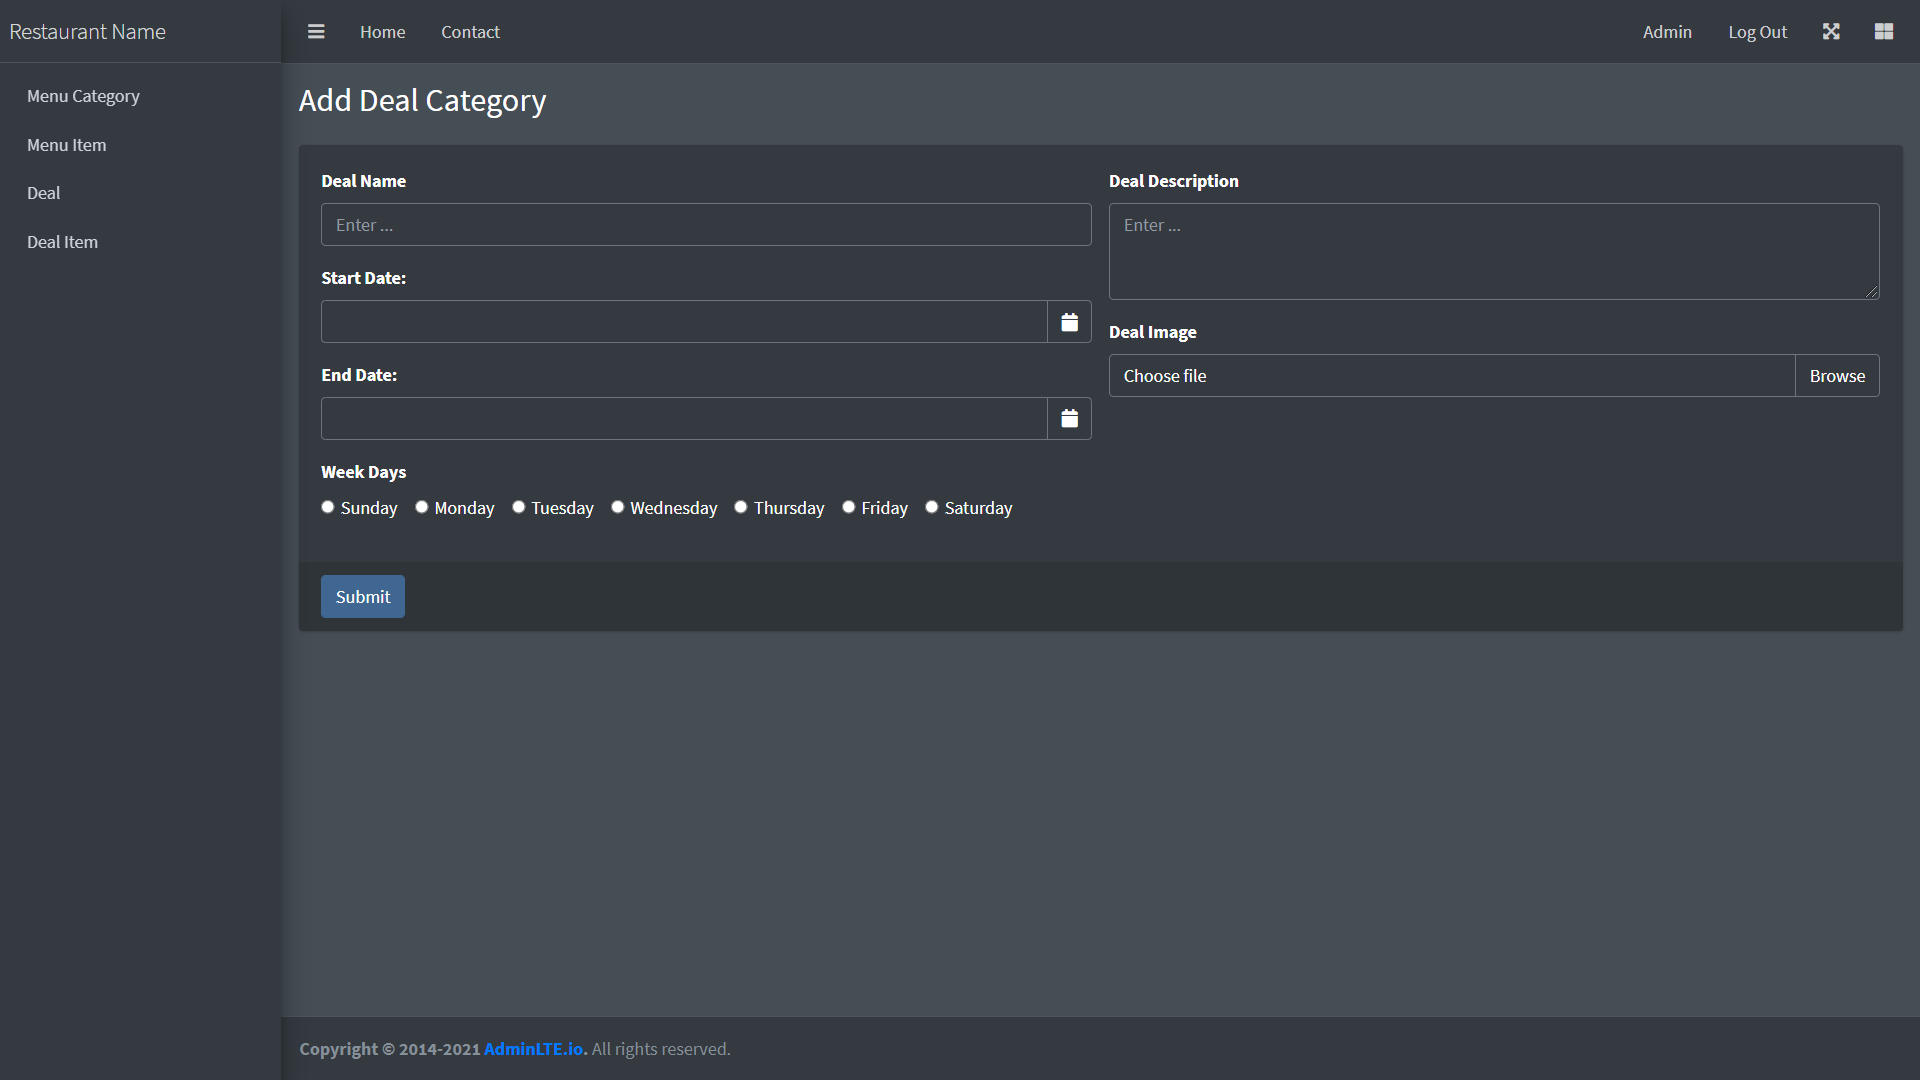 Restaurant Name
Home Contact Admin Log Out
Menu Category
Menu Item
Deal
Deal Item
Add Deal Category
Deal Name
Enter ...
Start Date:
End Date:
Week Days
Sunday Monday Tuesday Wednesday Thursday Friday Saturday
Deal Description
Enter ...
Deal Image
Choose file Browse
Submit
Copyright © 2014-2021 AdminLTE.io. All rights reserved.